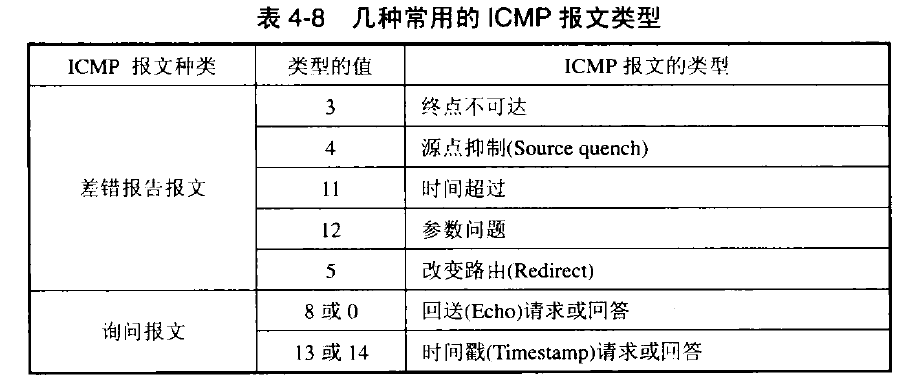 表 4-8 几种常用的 ICMP 报文类型
ICMP 报文种类 类型的值 ICMP 报文的类型
差错报告报文
3 终点不可达
4 源点抑制(Source quench)
11 时间超过
12 参数问题
5 改变路由(Redirect)
询问报文
8 或 0 回送(Echo)请求或回答
13 或 14 时间戳(Timestamp)请求或回答